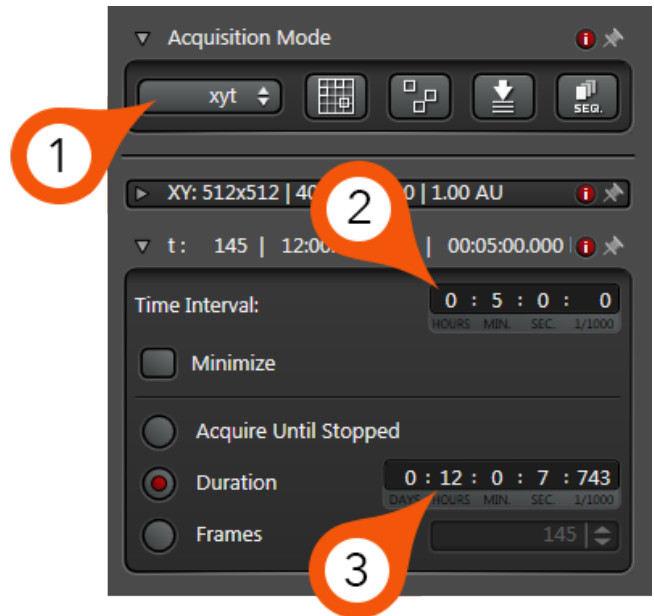 Acquisition Mode
xyt
SEQ.
1
XY: 512x512 | 40 0 | 1.00 AU
2
t: 145 | 12:00 | 00:05:00.000
Time Interval: 0 : 5 : 0 : 0
HOURS MIN. SEC. 1/1000
Minimize
Acquire Until Stopped
Duration 0 : 12 : 0 : 7 : 743
DAYS HOURS MIN. SEC. 1/1000
Frames 145
3